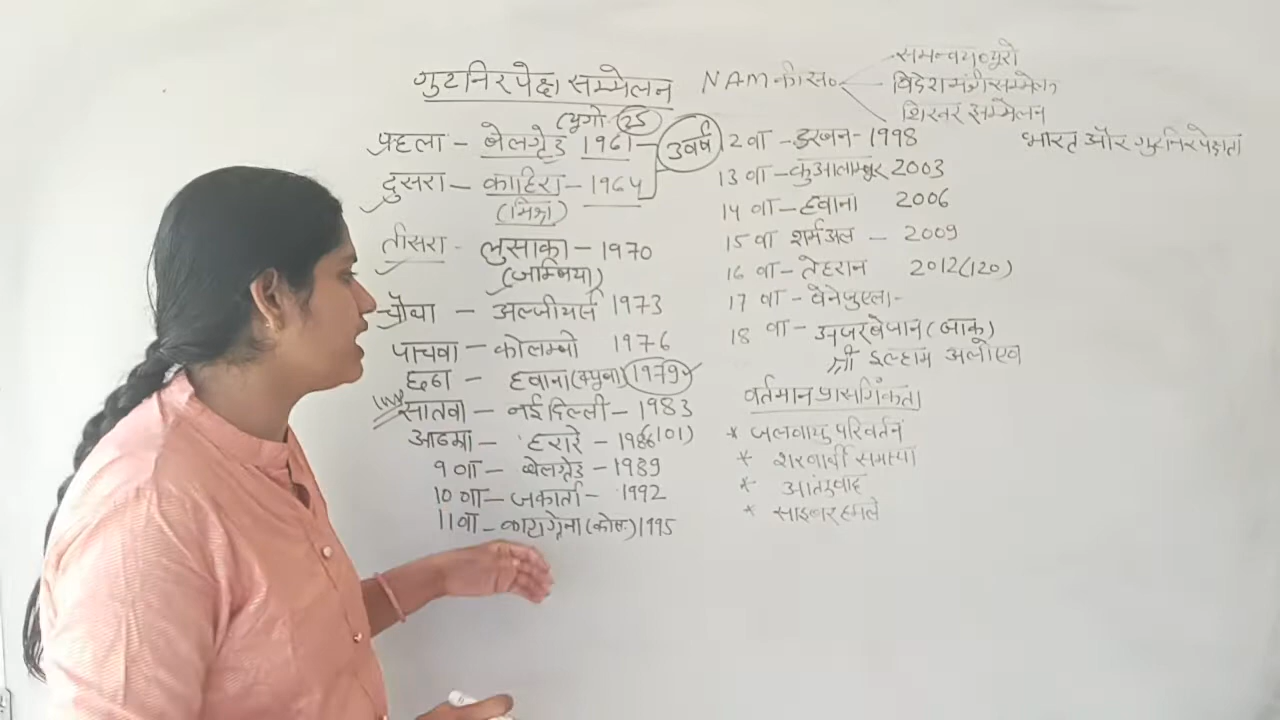 गुटनिरपेक्ष सम्मेलन
(यूगो 25
पहला - बेलग्रेड 1961
3 वर्ष
दुसरा - काहिरा - 1964
(मिश्र)
तीसरा - लुसाका - 1970
(जाम्बिया)
चौथा - अल्जीयर्स 1973
पाचवा - कोलम्बो 1976
छठा - हवाना (क्युबा) 1979
Imp सातवा - नई दिल्ली - 1983
आठमा - हरारे - 1986 (101)
9 वा - बेलग्रेड - 1989
10 वा - जकार्ता - 1992
11 वा - काटाग्रेना (को०) 1995
NAM की स०
समन्वय ब्यूरो
विदेश मंत्री सम्मेलन
शिखर सम्मेलन
12 वा - डरबन - 1998
13 वा - कुआलाम्पुर 2003
14 वा - हवाना 2006
15 वा शर्म अल - 2009
16 वा - तेहरान 2012 (120)
17 वा - वेनेजुएला -
18 वा - अजरबेजान (बाकू)
श्री इल्हाम अलीएव
वर्तमान प्रासंगिकता
* जलवायु परिवर्तन
* शरणार्थी समस्या
* आतंकवाद
* साइबर हमले
भारत और गुटनिरपेक्षता